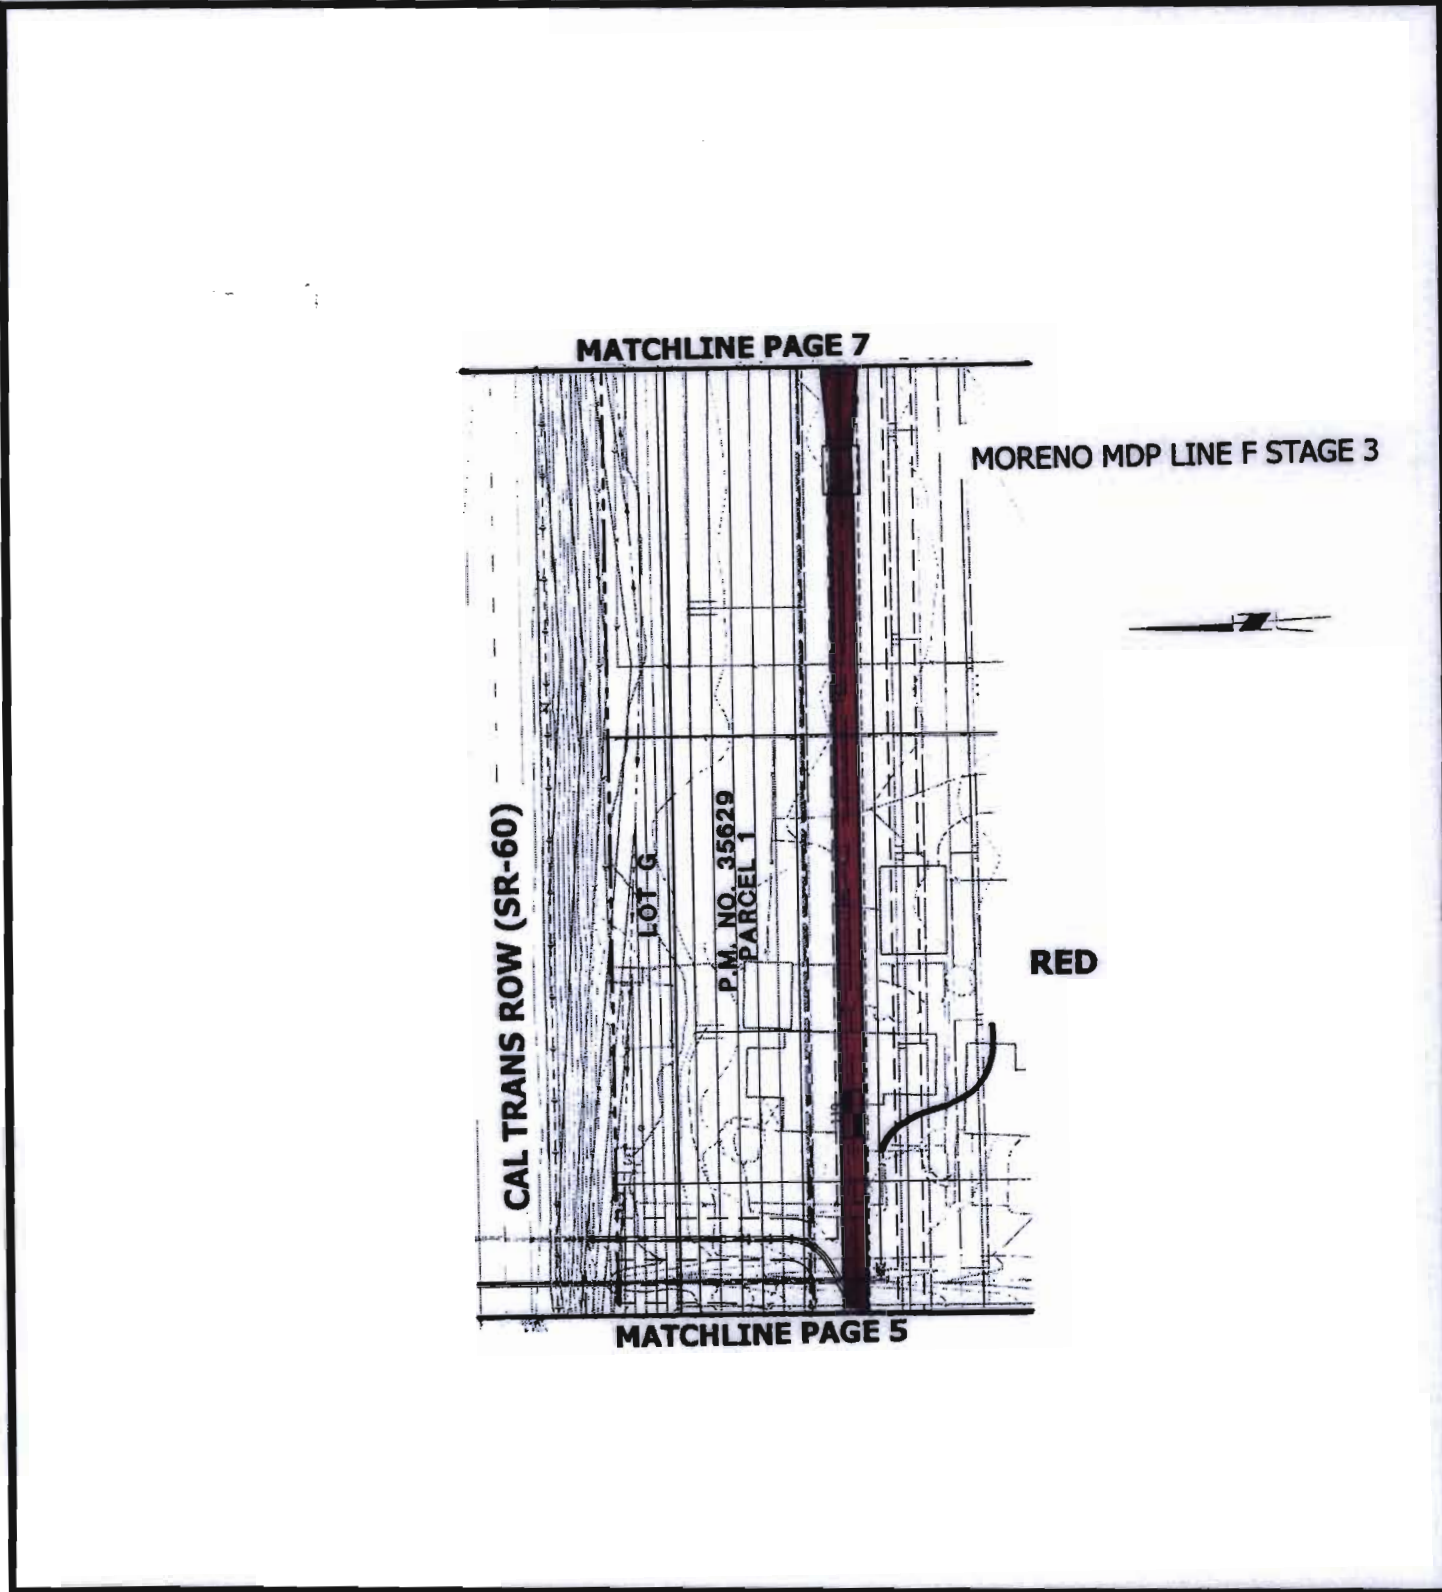 MATCHLINE PAGE 7
MORENO MDP LINE F STAGE 3
CAL TRANS ROW (SR-60)
LOT G
P.M. NO. 35629
PARCEL 1
RED
MATCHLINE PAGE 5